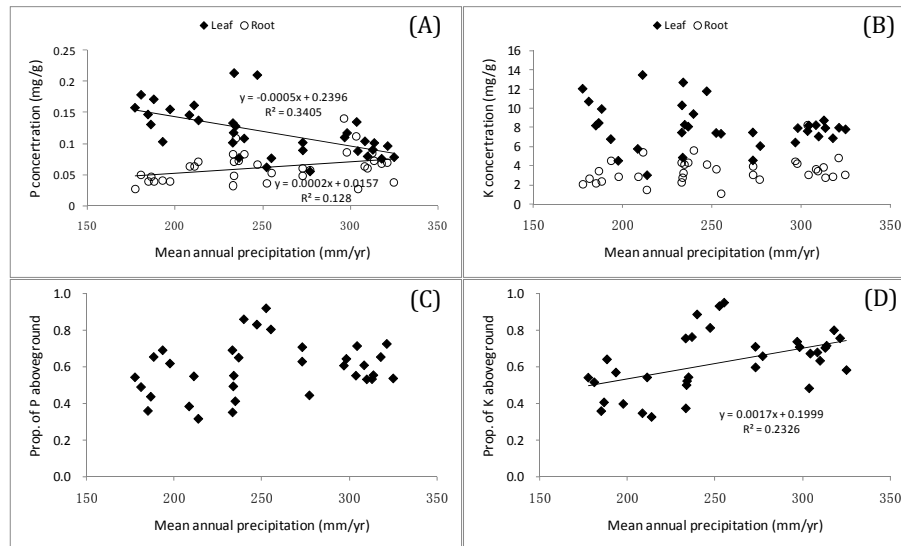 ◆Leaf ○Root
(A)
P concertration (mg/g)
0.25
0.2
0.15
0.1
0.05
0
y = -0.0005x + 0.2396
R² = 0.3405
y = 0.0002x + 0.0157
R² = 0.128
150 200 250 300 350
Mean annual precipitation (mm/yr)
◆Leaf ○Root
(B)
K concertration (mg/g)
16
14
12
10
8
6
4
2
0
150 200 250 300 350
Mean annual precipitation (mm/yr)
(C)
Prop. of P aboveground
1.0
0.8
0.6
0.4
0.2
0.0
150 200 250 300 350
Mean annual precipitation (mm/yr)
(D)
Prop. of K aboveground
1.0
0.8
0.6
0.4
0.2
0.0
y = 0.0017x + 0.1999
R² = 0.2326
150 200 250 300 350
Mean annual precipitation (mm/yr)